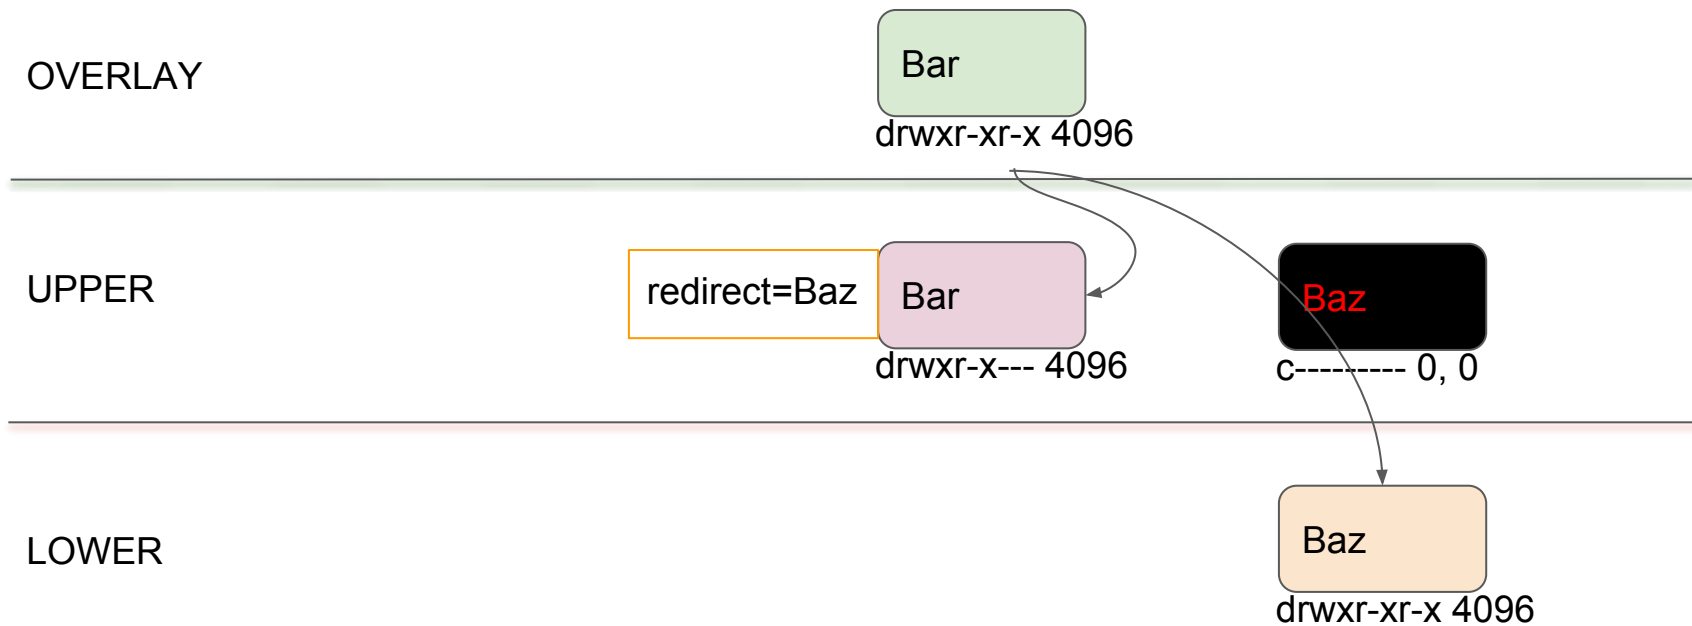 OVERLAY
Bar
drwxr-xr-x 4096
UPPER
redirect=Baz
Bar
drwxr-x--- 4096
Baz
c--------- 0, 0
LOWER
Baz
drwxr-xr-x 4096